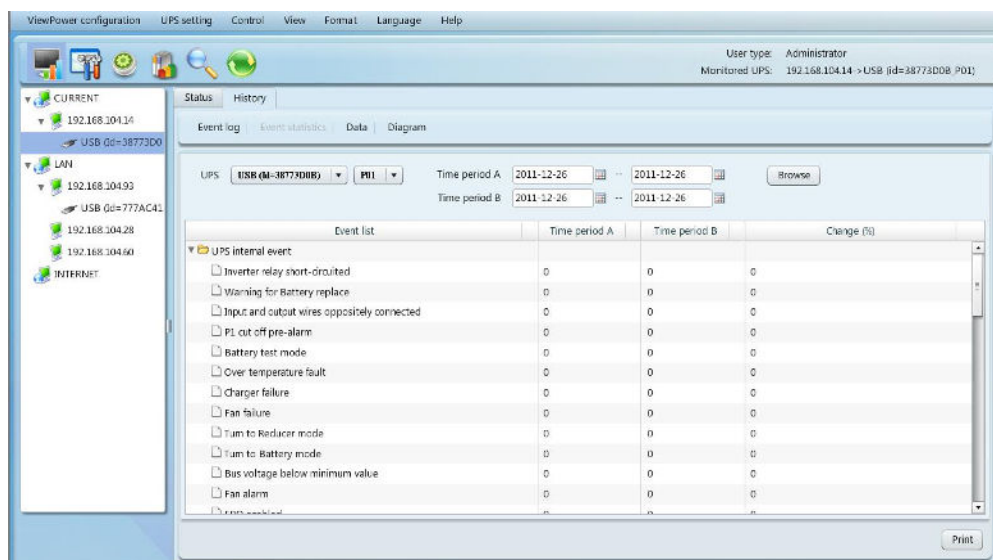 ViewPower configuration UPS setting Control View Format Language Help
User type: Administrator
Monitored UPS: 192.168.104.14->USB (id=38773D0B_P01)
CURRENT
192.168.104.14
USB (id=38773D0
LAN
192.168.104.93
USB (id=777AC41
192.168.104.28
192.168.104.60
INTERNET
Status History
Event log Event statistics Data Diagram
UPS USB (id=38773D0B) P01 Time period A 2011-12-26 -- 2011-12-26 Browse
Time period B 2011-12-26 -- 2011-12-26
Event list Time period A Time period B Change (%)
UPS internal event
Inverter relay short-circuited 0 0 0
Warning for Battery replace 0 0 0
Input and output wires oppositely connected 0 0 0
P1 cut off pre-alarm 0 0 0
Battery test mode 0 0 0
Over temperature fault 0 0 0
Charger failure 0 0 0
Fan failure 0 0 0
Turn to Reducer mode 0 0 0
Turn to Battery mode 0 0 0
Bus voltage below minimum value 0 0 0
Fan alarm 0 0 0
Print